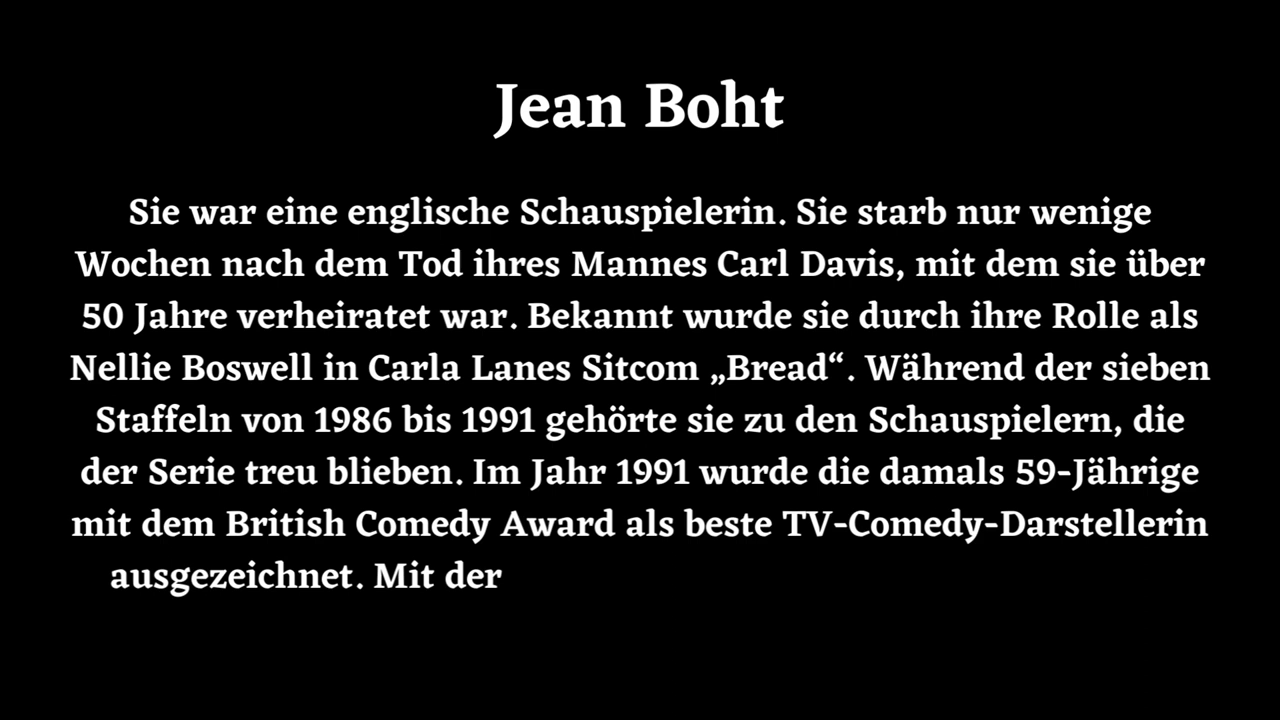 Jean Boht
Sie war eine englische Schauspielerin. Sie starb nur wenige
Wochen nach dem Tod ihres Mannes Carl Davis, mit dem sie über
50 Jahre verheiratet war. Bekannt wurde sie durch ihre Rolle als
Nellie Boswell in Carla Lanes Sitcom „Bread“. Während der sieben
Staffeln von 1986 bis 1991 gehörte sie zu den Schauspielern, die
der Serie treu blieben. Im Jahr 1991 wurde die damals 59-Jährige
mit dem British Comedy Award als beste TV-Comedy-Darstellerin
ausgezeichnet. Mit der